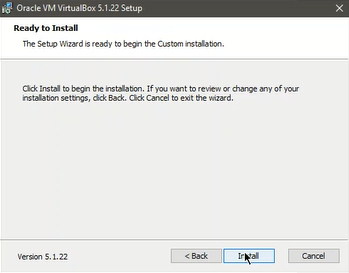 Oracle VM VirtualBox 5.1.22 Setup
Ready to Install
The Setup Wizard is ready to begin the Custom installation.
Click Install to begin the installation. If you want to review or change any of your
installation settings, click Back. Click Cancel to exit the wizard.
Version 5.1.22
< Back
Install
Cancel